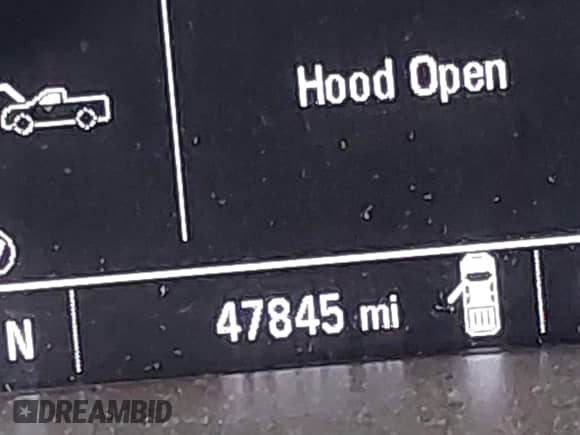 Hood Open
N
47845 mi
DREAMBID